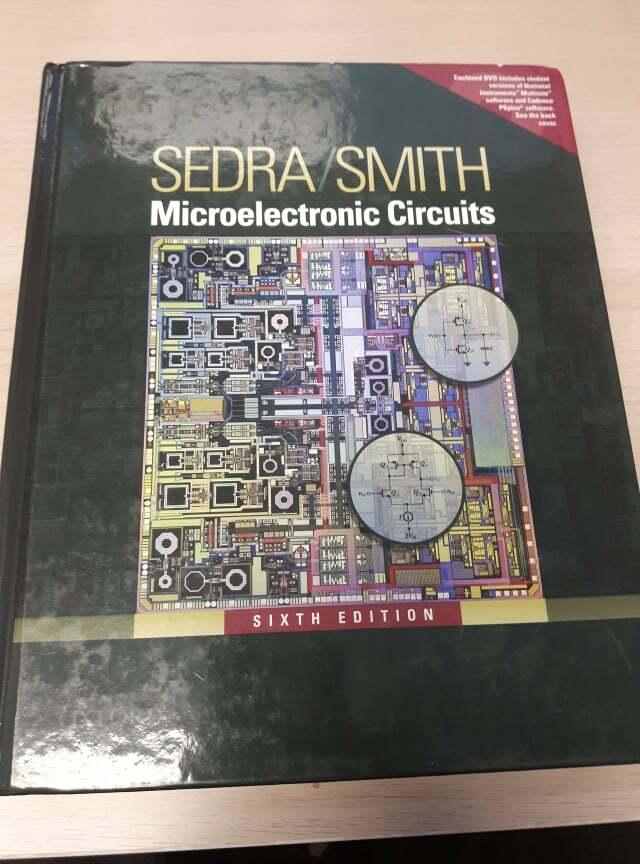 Enclosed DVD includes student
versions of National
Instruments™ Multisim™
software and Cadence
PSpice® software.
See the back
cover.
SEDRA/SMITH
Microelectronic Circuits
SIXTH EDITION